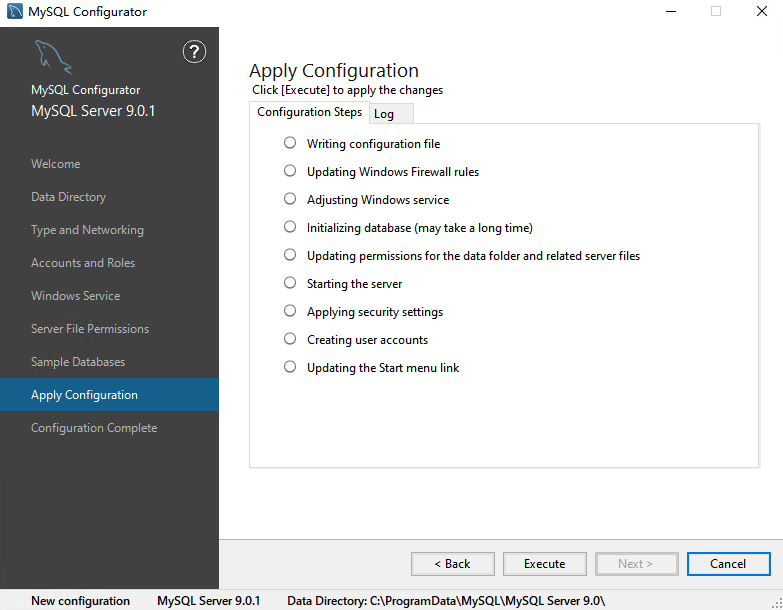 MySQL Configurator
?
MySQL Configurator
MySQL Server 9.0.1
Welcome
Data Directory
Type and Networking
Accounts and Roles
Windows Service
Server File Permissions
Sample Databases
Apply Configuration
Configuration Complete
Apply Configuration
Click [Execute] to apply the changes
Configuration Steps Log
Writing configuration file
Updating Windows Firewall rules
Adjusting Windows service
Initializing database (may take a long time)
Updating permissions for the data folder and related server files
Starting the server
Applying security settings
Creating user accounts
Updating the Start menu link
< Back Execute Next > Cancel
New configuration MySQL Server 9.0.1 Data Directory: C:\ProgramData\MySQL\MySQL Server 9.0\